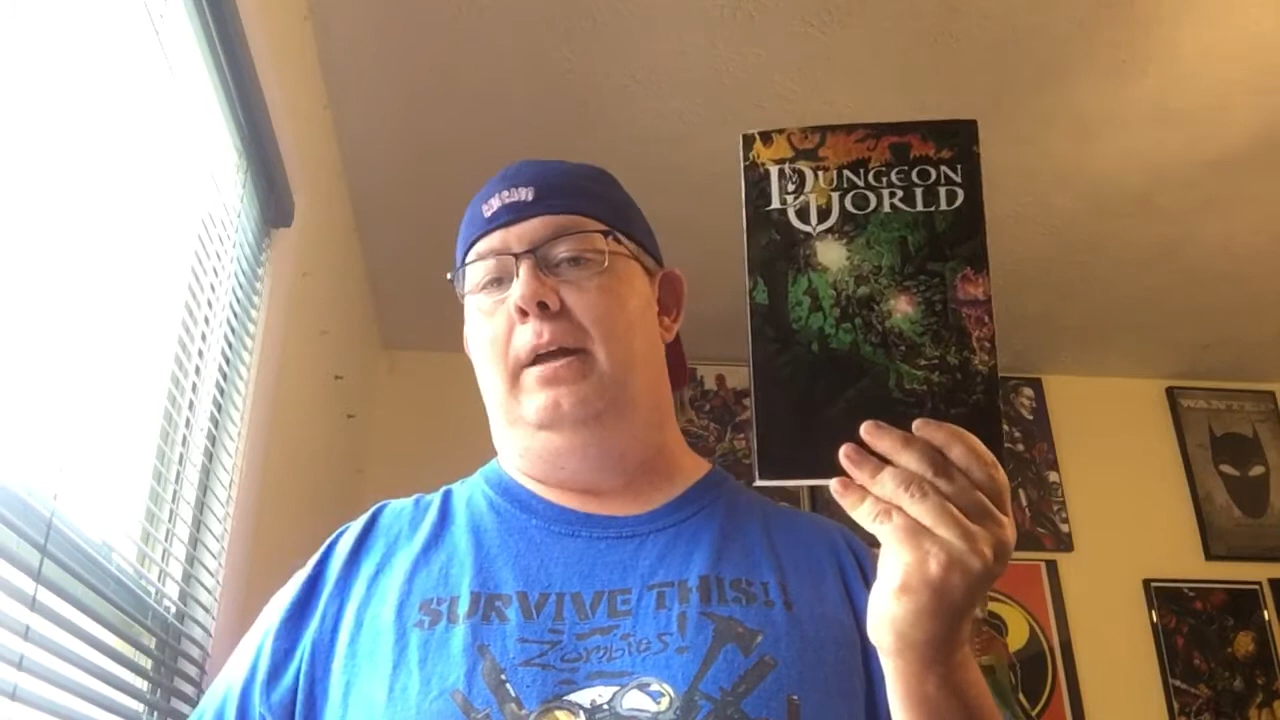 CHICAGO
DUNGEON
WORLD
SURVIVE THIS!!
Zombies!
WANTED